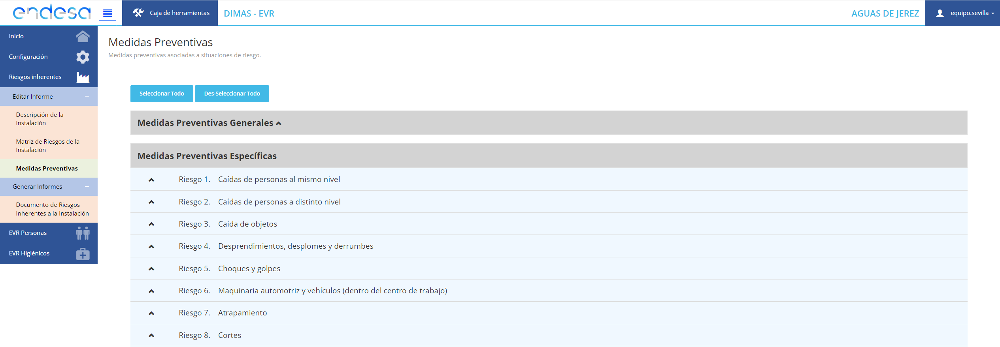 endesa
Caja de herramientas
DIMAS - EVR
AGUAS DE JEREZ
equipo.sevilla
Inicio
Configuración
Riesgos inherentes
Editar Informe
Descripción de la
Instalación
Matriz de Riesgos de la
Instalación
Medidas Preventivas
Generar Informes
Documento de Riesgos
Inherentes a la Instalación
EVR Personas
EVR Higiénicos
Medidas Preventivas
Medidas preventivas asociadas a situaciones de riesgo.
Seleccionar Todo
Des-Seleccionar Todo
Medidas Preventivas Generales
Medidas Preventivas Específicas
Riesgo 1. Caídas de personas al mismo nivel
Riesgo 2. Caídas de personas a distinto nivel
Riesgo 3. Caída de objetos
Riesgo 4. Desprendimientos, desplomes y derrumbes
Riesgo 5. Choques y golpes
Riesgo 6. Maquinaria automotriz y vehículos (dentro del centro de trabajo)
Riesgo 7. Atrapamiento
Riesgo 8. Cortes